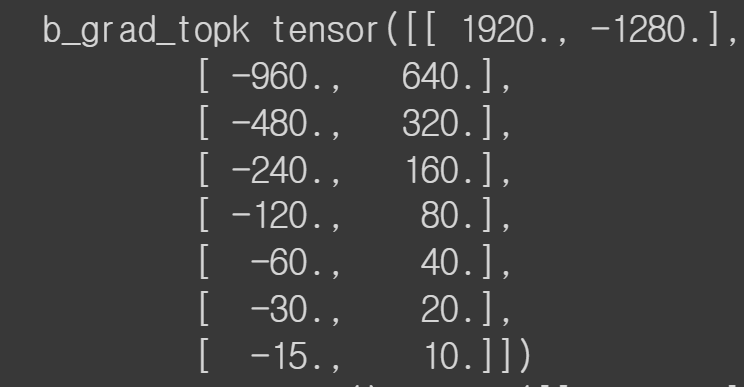 b_grad_topk tensor([[ 1920., -1280.],
[ -960., 640.],
[ -480., 320.],
[ -240., 160.],
[ -120., 80.],
[ -60., 40.],
[ -30., 20.],
[ -15., 10.]])